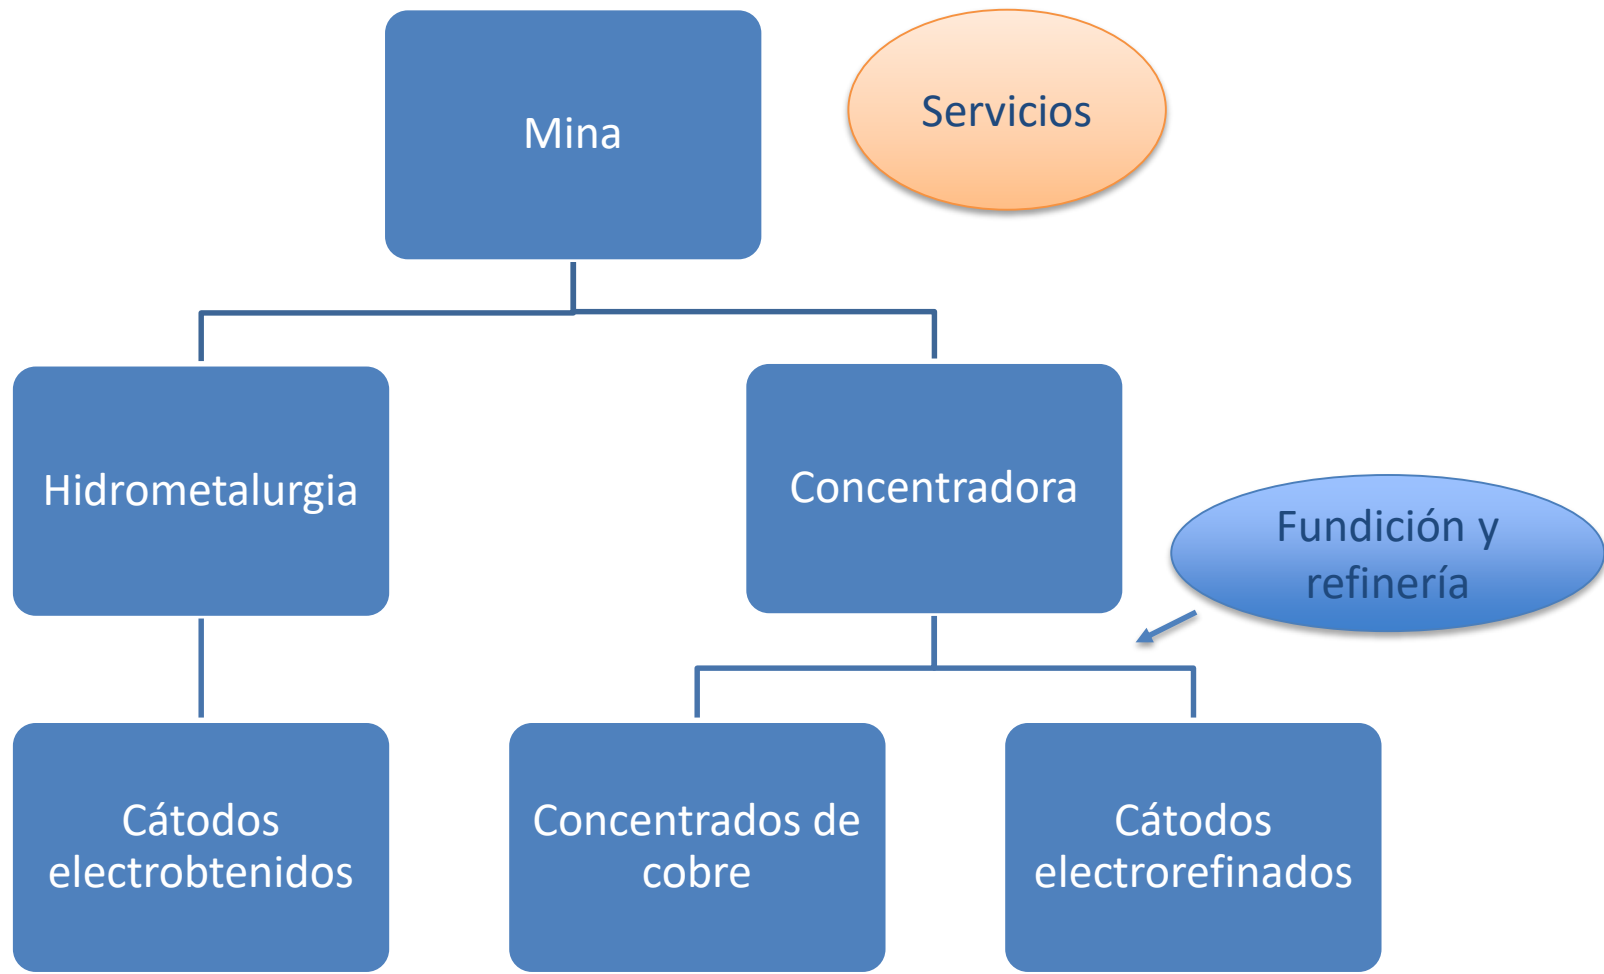 Mina
Servicios
Hidrometalurgia
Concentradora
Fundición y
refinería
Cátodos
electrobtenidos
Concentrados de
cobre
Cátodos
electrorefinados